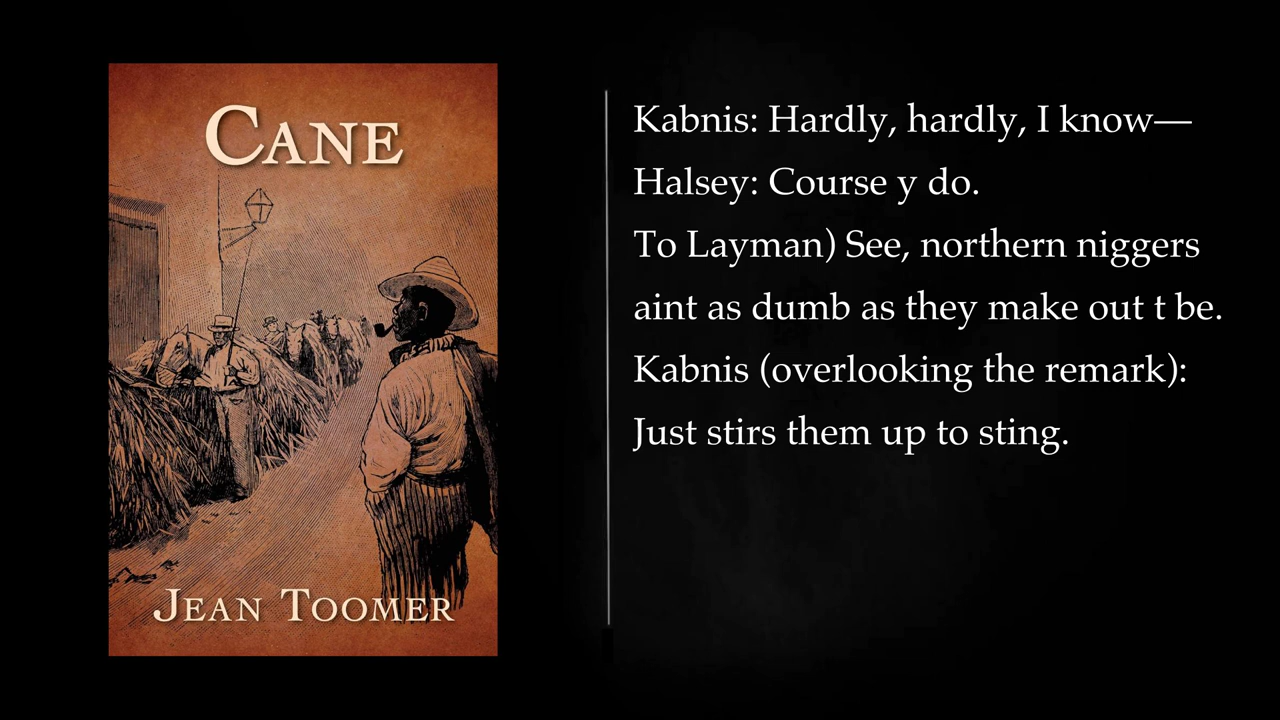 CANE
JEAN TOOMER
Kabnis: Hardly, hardly, I know—
Halsey: Course y do.
To Layman) See, northern niggers
aint as dumb as they make out t be.
Kabnis (overlooking the remark):
Just stirs them up to sting.